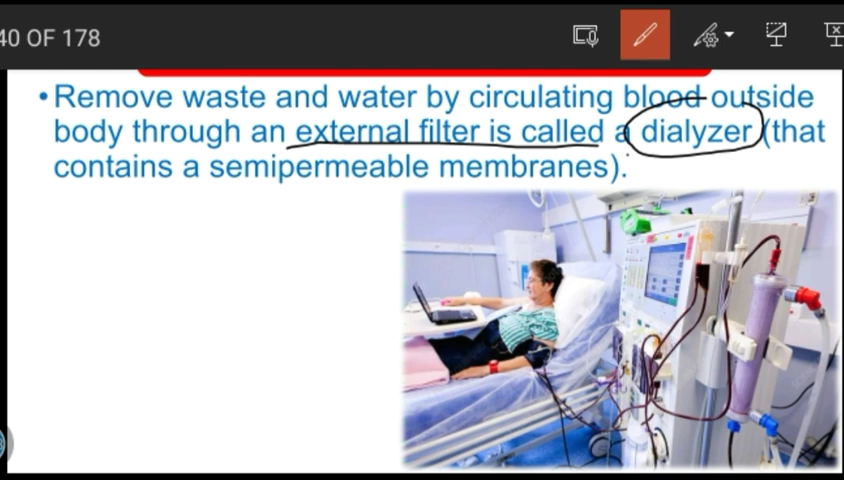 40 OF 178
• Remove waste and water by circulating blood outside
body through an external filter is called a dialyzer (that
contains a semipermeable membranes).